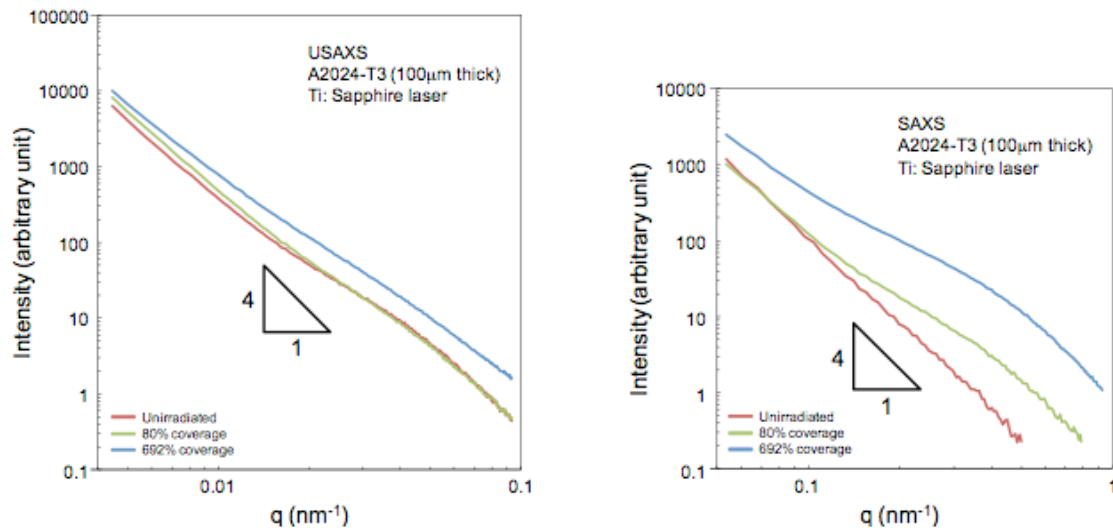 100000
10000
1000
100
10
1
0.1
Intensity (arbitrary unit)
USAXS
A2024-T3 (100μm thick)
Ti: Sapphire laser
4
1
Unirradiated
80% coverage
692% coverage
0.01
0.1
q (nm⁻¹)
10000
1000
100
10
1
0.1
Intensity (arbitrary unit)
SAXS
A2024-T3 (100μm thick)
Ti: Sapphire laser
4
1
Unirradiated
80% coverage
692% coverage
0.1
1
q (nm⁻¹)